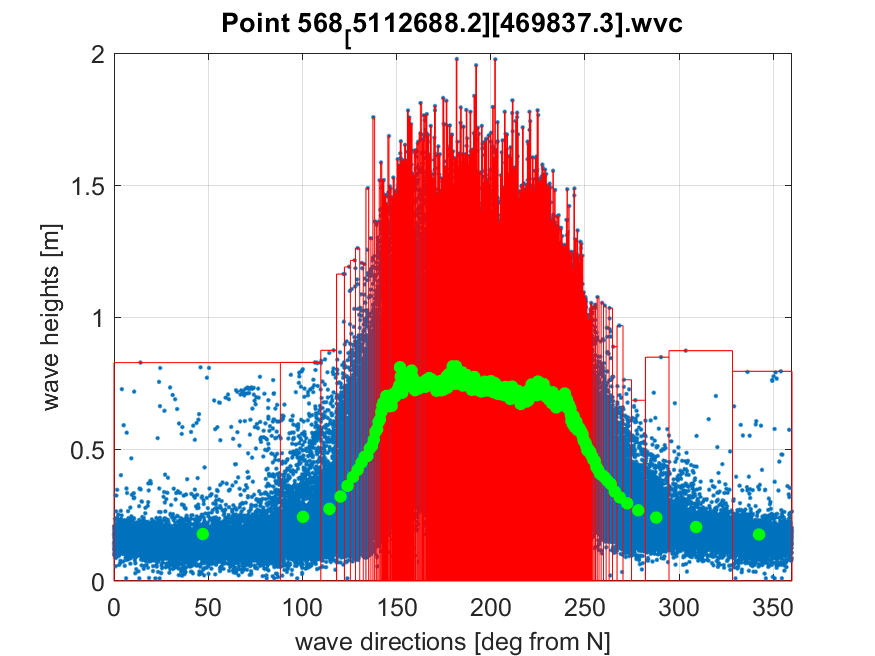 Point 568[5112688.2][469837.3].wvc
2
1.5
1
0.5
0
0 50 100 150 200 250 300 350
wave heights [m]
wave directions [deg from N]